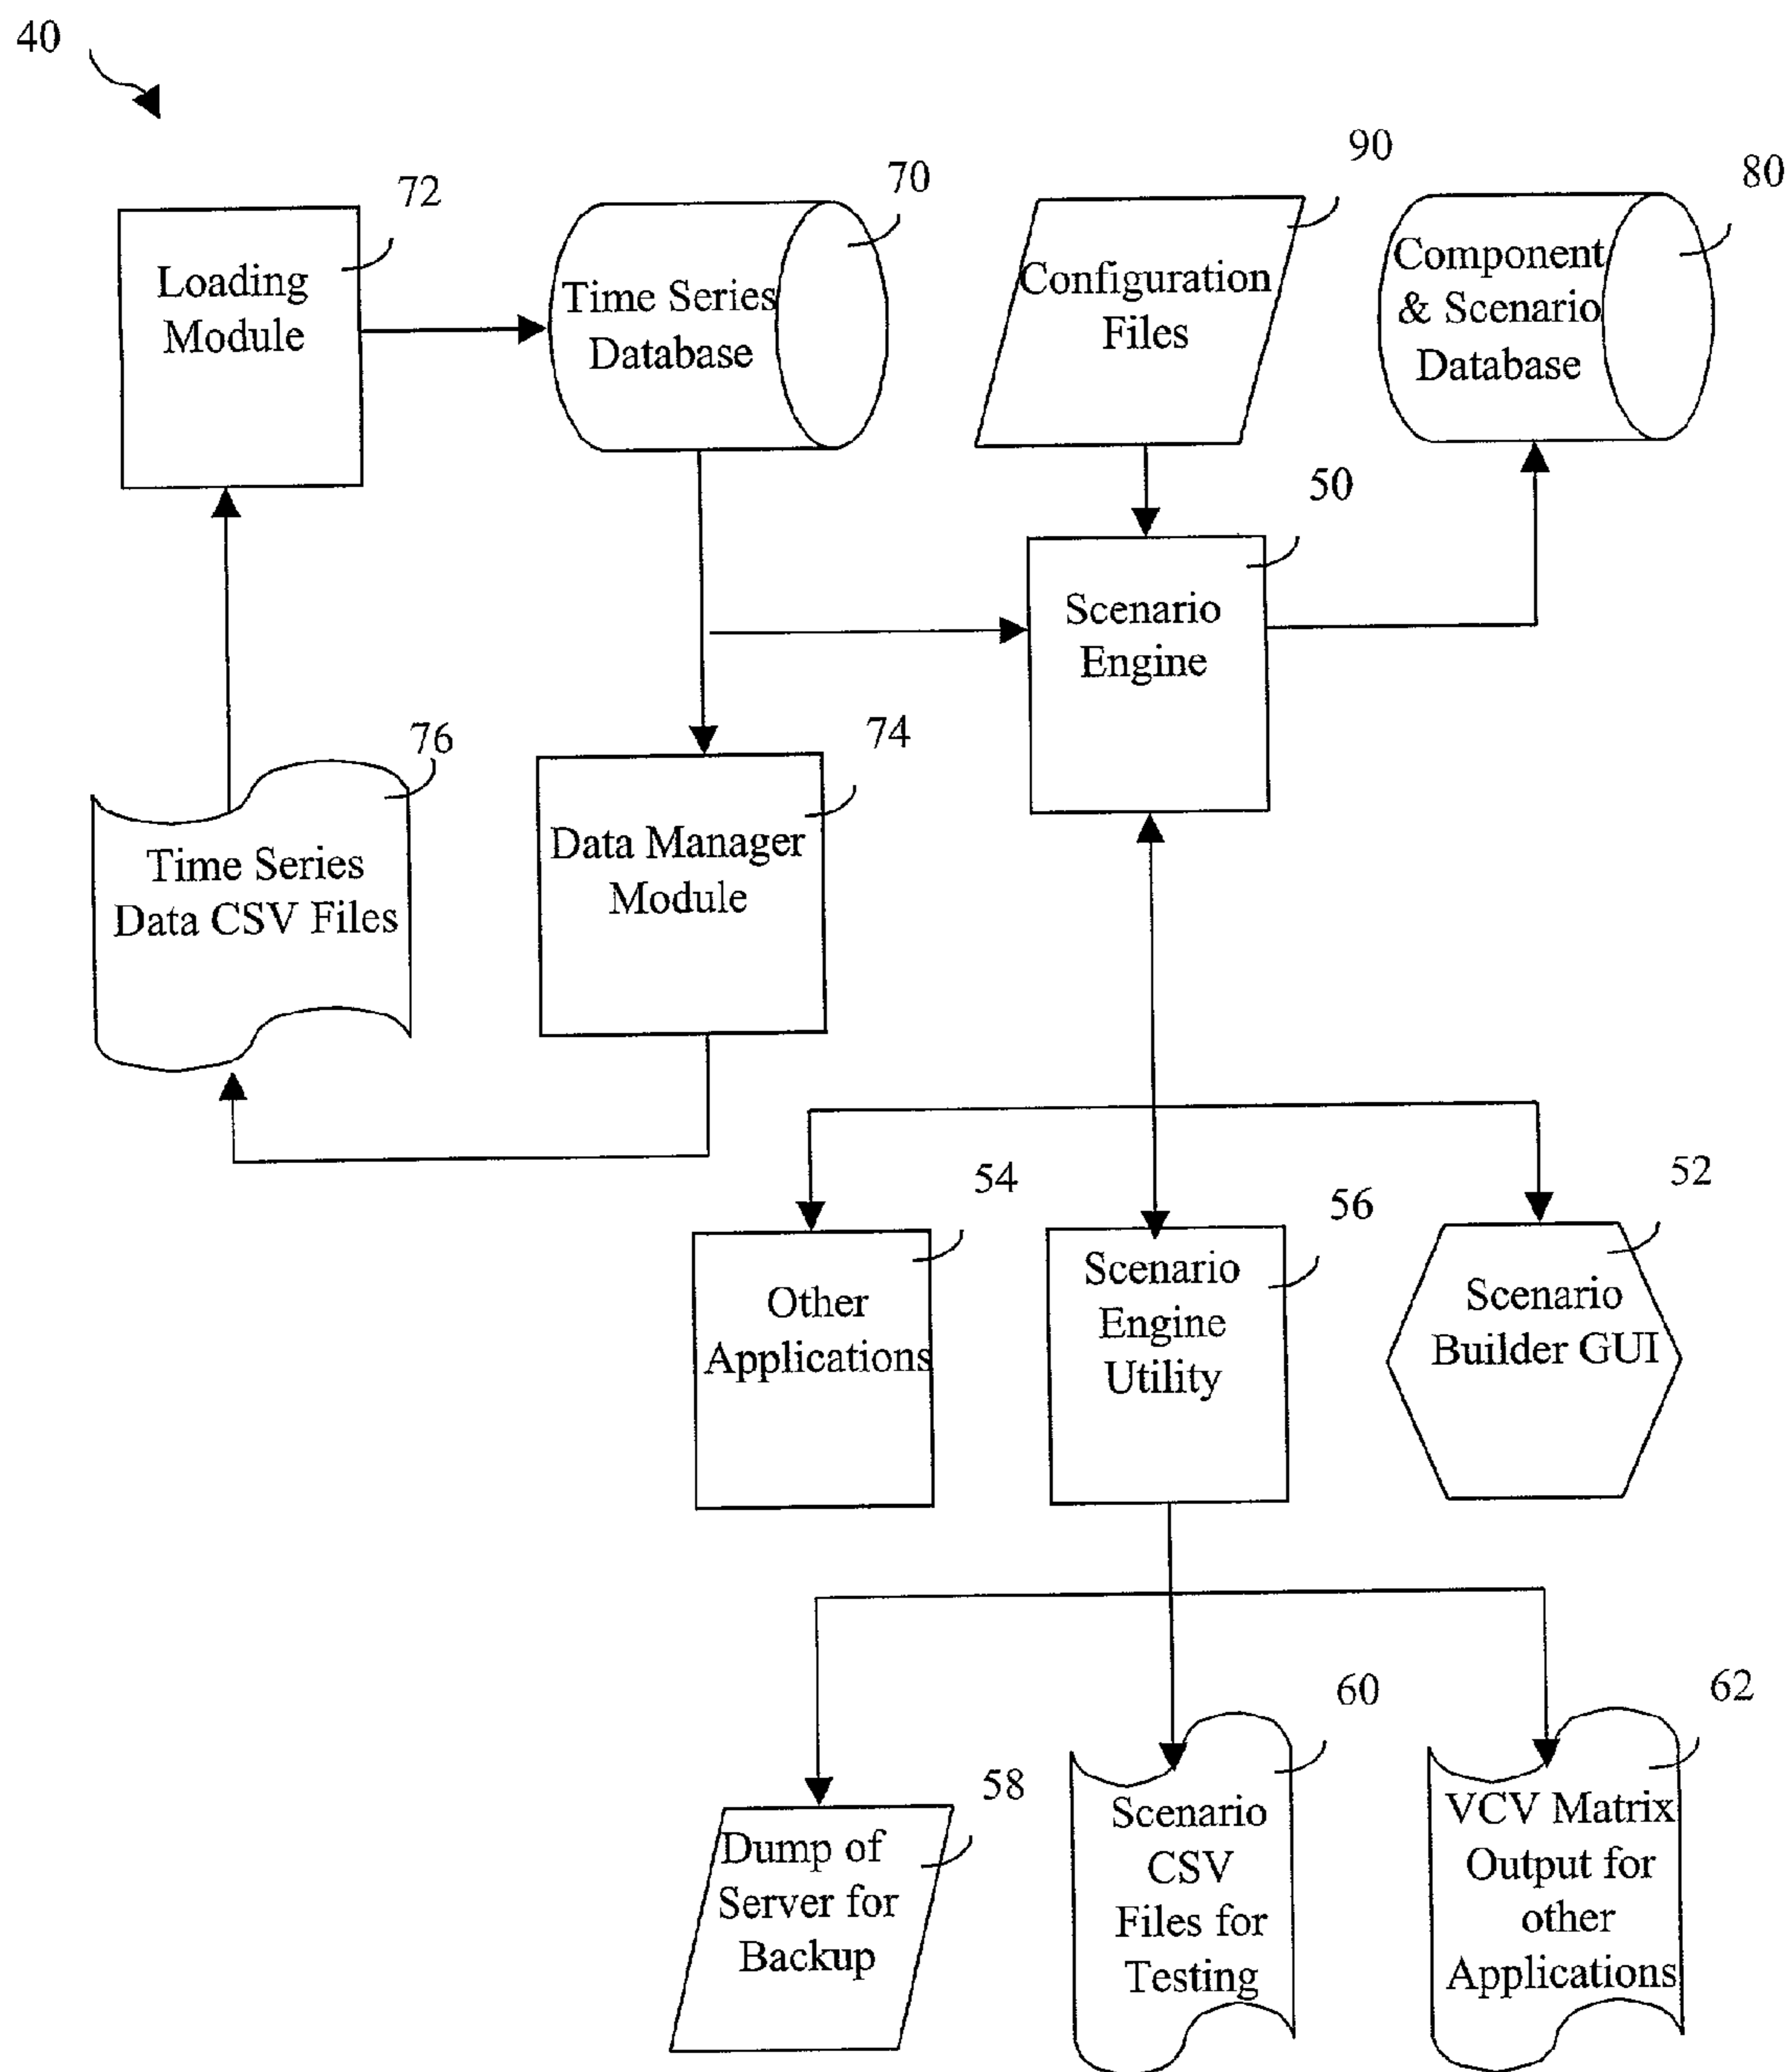 40
90
80
72
70
Loading
Module
Time Series
Database
Configuration
Files
Component
& Scenario
Database
50
Scenario
Engine
76
74
Time Series
Data CSV Files
Data Manager
Module
54
56
52
Other
Applications
Scenario
Engine
Utility
Scenario
Builder GUI
58
60
62
Dump of
Server for
Backup
Scenario
CSV
Files for
Testing
VCV Matrix
Output for
other
Applications